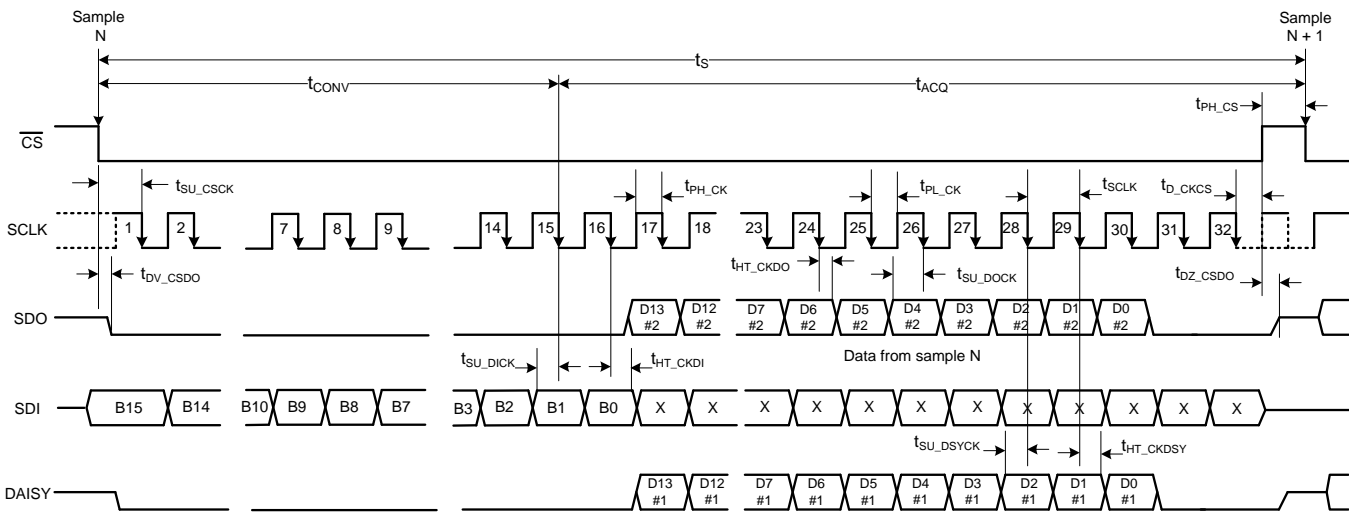 Sample
N
Sample
N + 1
tS
tCONV
tACQ
tPH_CS
CS
tSU_CSCK
tPH_CK
tPL_CK
tSCLK
tD_CKCS
SCLK
1 2 7 8 9 14 15 16 17 18 23 24 25 26 27 28 29 30 31 32
tDV_CSDO
tHT_CKDO
tSU_DOCK
tDZ_CSDO
SDO
D13 D12 D7 D6 D5 D4 D3 D2 D1 D0
#2 #2 #2 #2 #2 #2 #2 #2 #2 #2
tSU_DICK
tHT_CKDI
Data from sample N
SDI
B15 B14 B10 B9 B8 B7 B3 B2 B1 B0 X X X X X X X X X X X X
tSU_DSYCK
tHT_CKDSY
DAISY
D13 D12 D7 D6 D5 D4 D3 D2 D1 D0
#1 #1 #1 #1 #1 #1 #1 #1 #1 #1